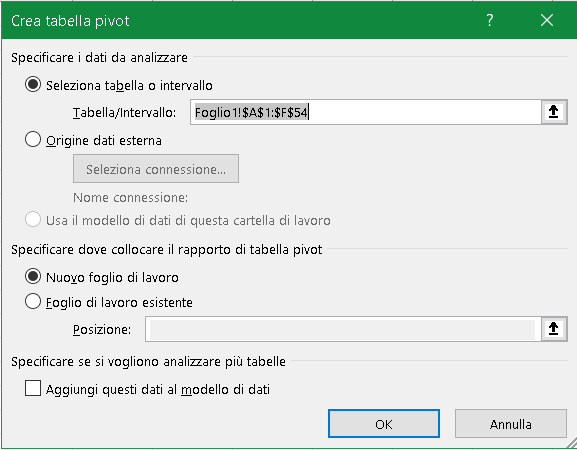 Crea tabella pivot
Specificare i dati da analizzare
Seleziona tabella o intervallo
Tabella/Intervallo: Foglio1!$A$1:$F$54
Origine dati esterna
Seleziona connessione...
Nome connessione:
Usa il modello di dati di questa cartella di lavoro
Specificare dove collocare il rapporto di tabella pivot
Nuovo foglio di lavoro
Foglio di lavoro esistente
Posizione:
Specificare se si vogliono analizzare più tabelle
Aggiungi questi dati al modello di dati
OK Annulla